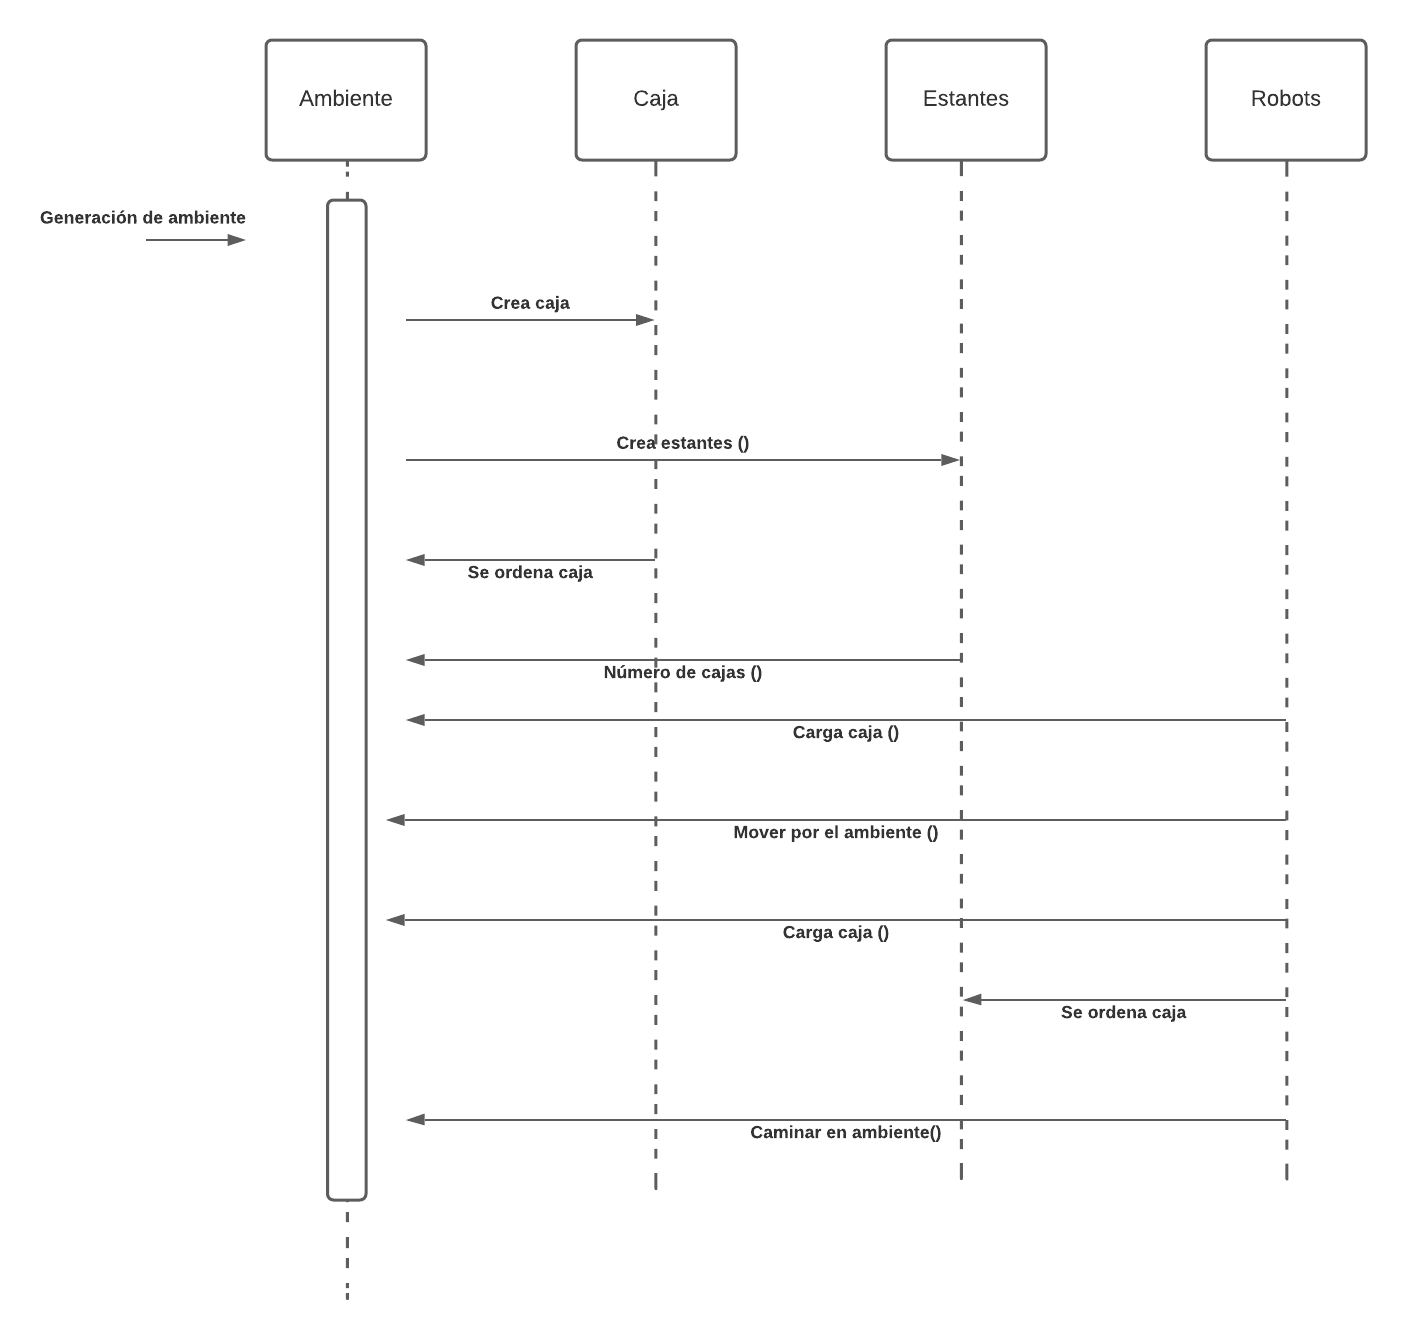 Ambiente
Caja
Estantes
Robots
Generación de ambiente
Crea caja
Crea estantes ()
Se ordena caja
Número de cajas ()
Carga caja ()
Mover por el ambiente ()
Carga caja ()
Se ordena caja
Caminar en ambiente()